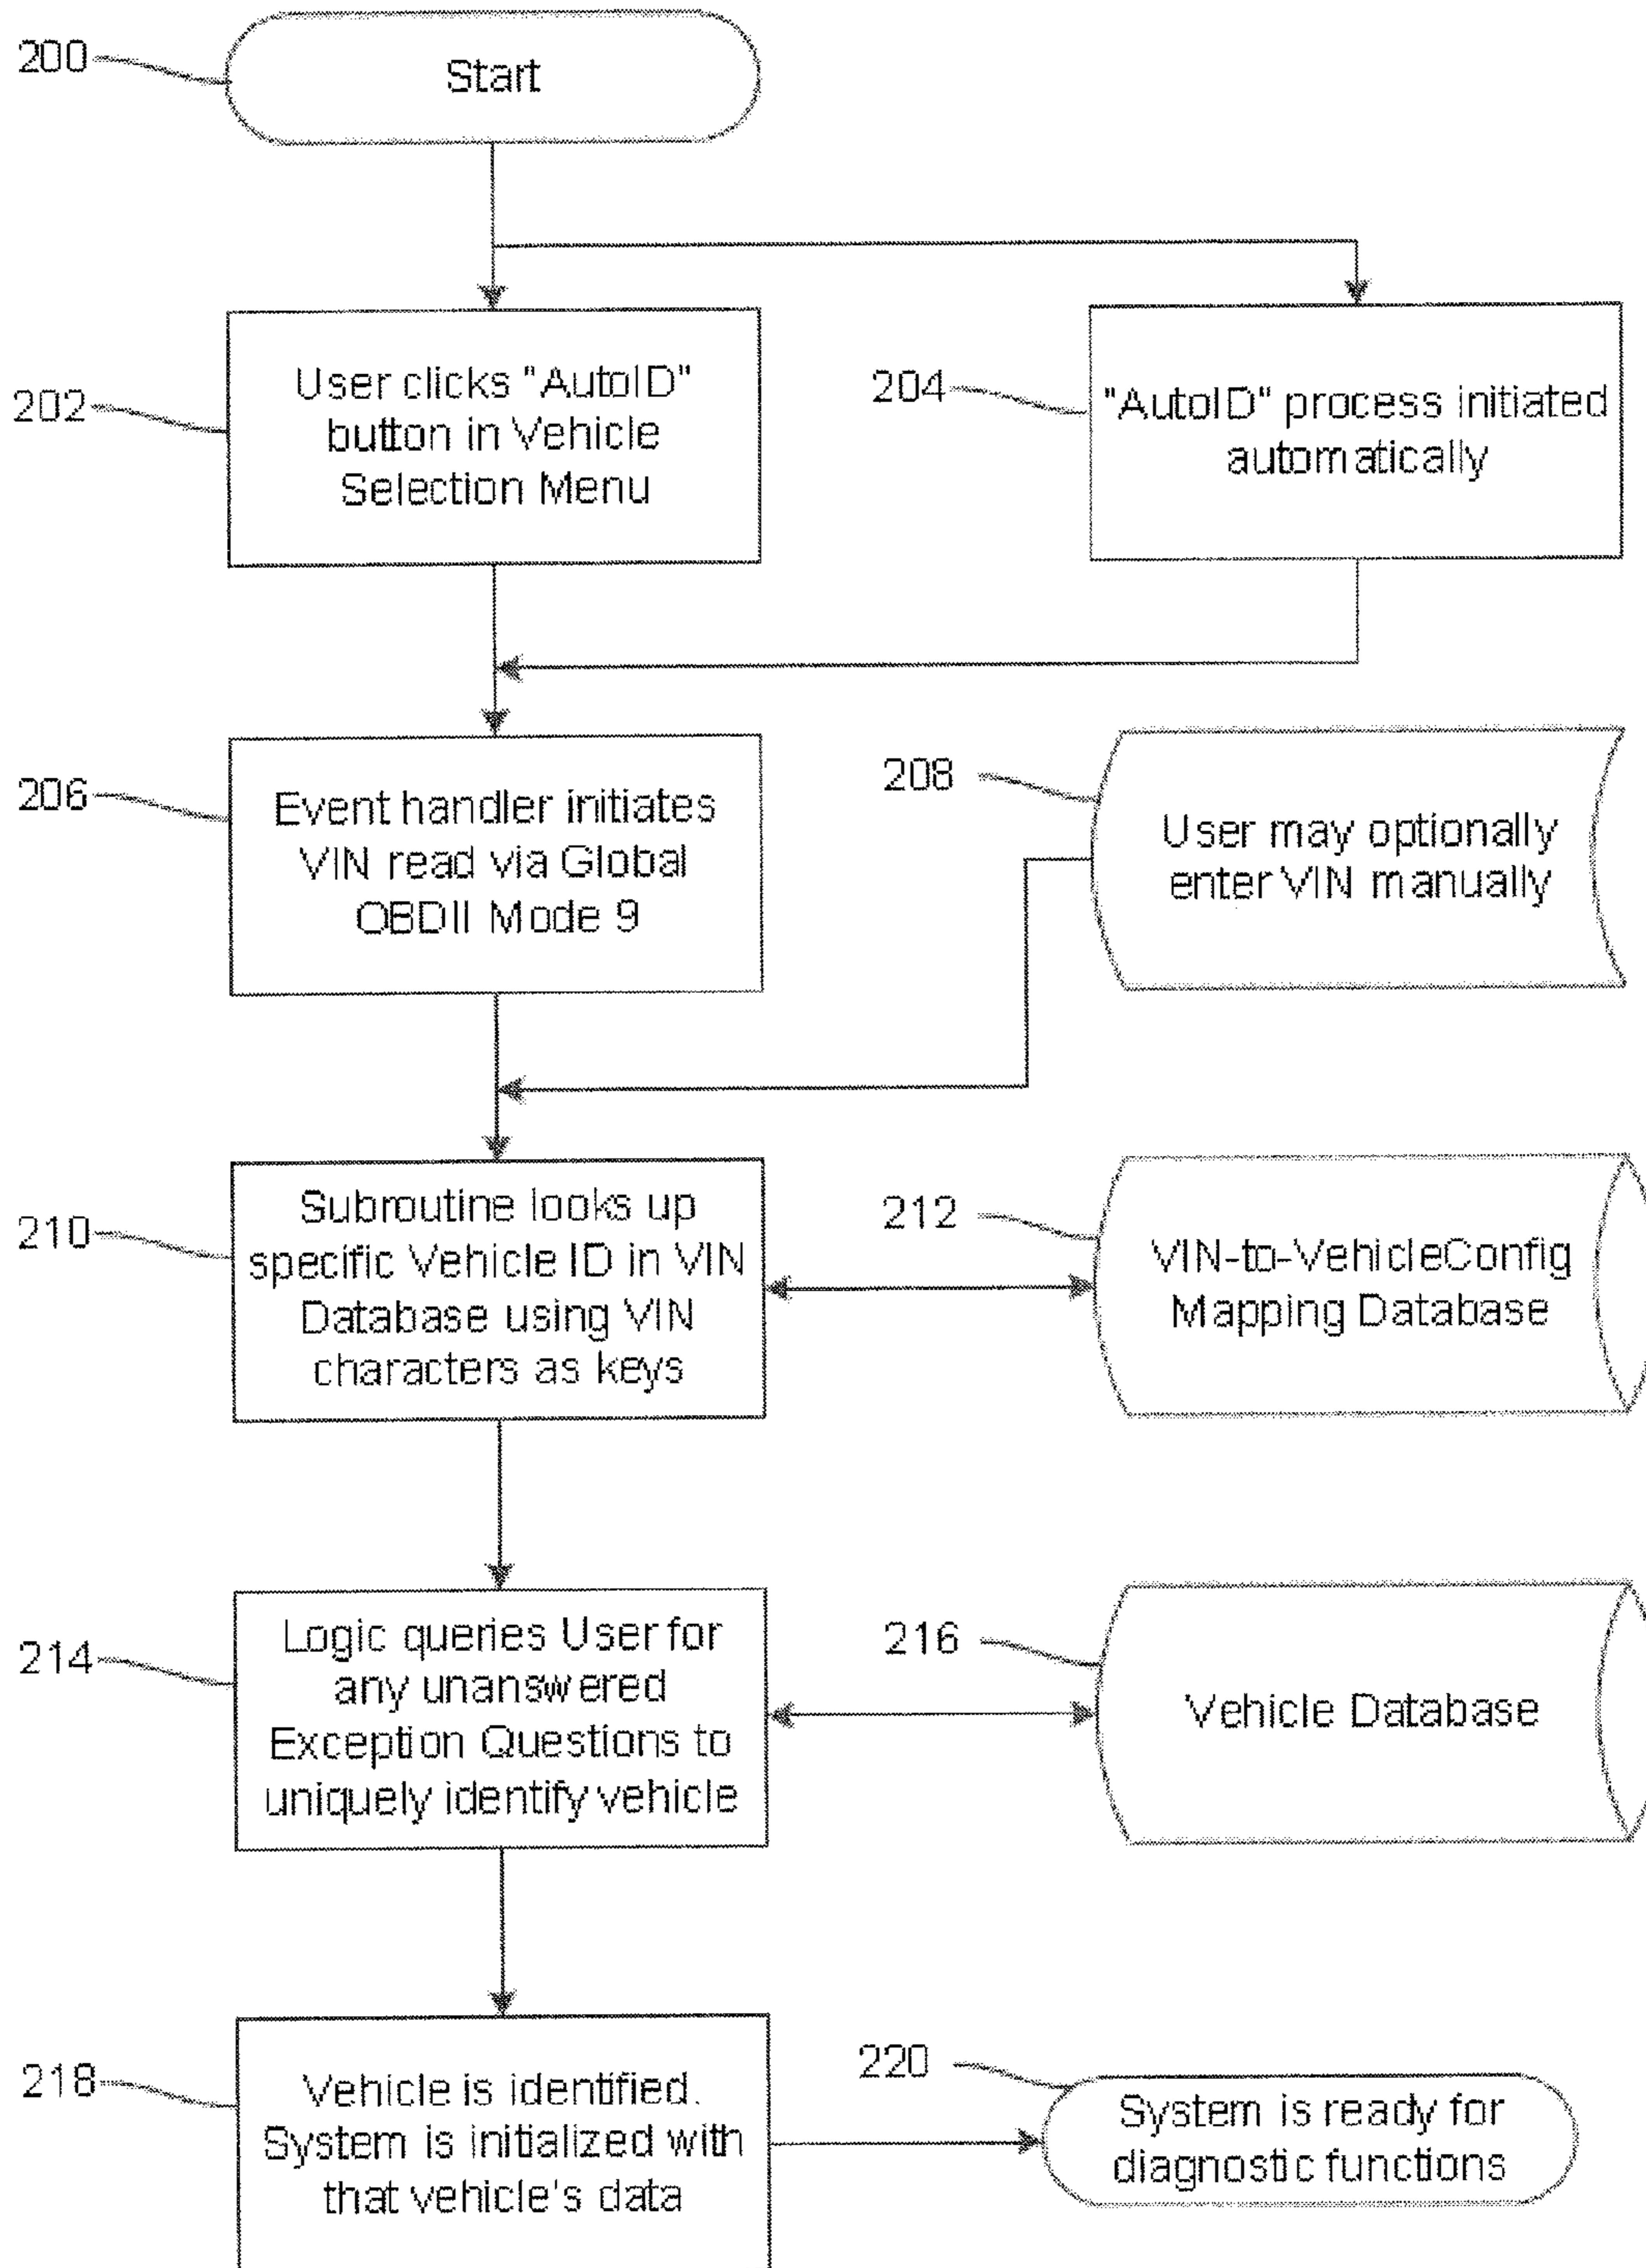 200
Start
202
User clicks "AutoID"
button in Vehicle
Selection Menu
204
"AutoID" process initiated
automatically
206
Event handler initiates
VIN read via Global
OBDII Mode 9
208
User may optionally
enter VIN manually
210
Subroutine looks up
specific Vehicle ID in VIN
Database using VIN
characters as keys
212
VIN-to-VehicleConfig
Mapping Database
214
Logic queries User for
any unanswered
Exception Questions to
uniquely identify vehicle
216
Vehicle Database
218
Vehicle is identified.
System is initialized with
that vehicle's data
220
System is ready for
diagnostic functions